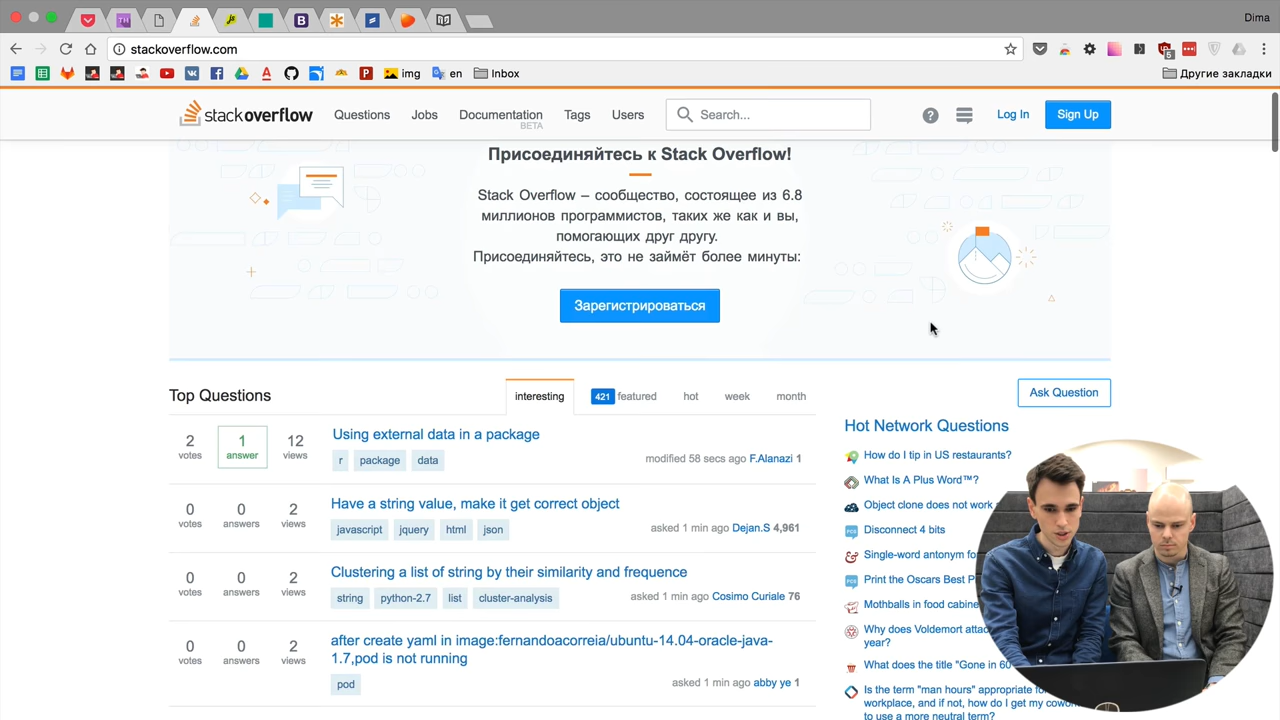 Dima
stackoverflow.com
img
en
Inbox
Другие закладки
5
stackoverflow
Questions
Jobs
Documentation
BETA
Tags
Users
Search...
Log In
Sign Up
Присоединяйтесь к Stack Overflow!
Stack Overflow – сообщество, состоящее из 6.8
миллионов программистов, таких же как и вы,
помогающих друг другу.
Присоединяйтесь, это не займёт более минуты:
Зарегистрироваться
Top Questions
interesting
421 featured
hot
week
month
2 votes
1 answer
12 views
Using external data in a package
r package data
modified 58 secs ago F.Alanazi 1
0 votes
0 answers
2 views
Have a string value, make it get correct object
javascript jquery html json
asked 1 min ago Dejan.S 4,961
0 votes
0 answers
2 views
Clustering a list of string by their similarity and frequence
string python-2.7 list cluster-analysis
asked 1 min ago Cosimo Curiale 76
0 votes
0 answers
2 views
after create yaml in image:fernandoacorreia/ubuntu-14.04-oracle-java-
1.7,pod is not running
pod
asked 1 min ago abby ye 1
Ask Question
Hot Network Questions
How do I tip in US restaurants?
What Is A Plus Word™?
Object clone does not work
Disconnect 4 bits
Single-word antonym
Print the Oscars Best
Mothballs in food
Why does Voldemort
year?
What does the title "Gone in 60
Is the term "man hours" appropriate
workplace, and if not, how do I get my
to use a more neutral term?